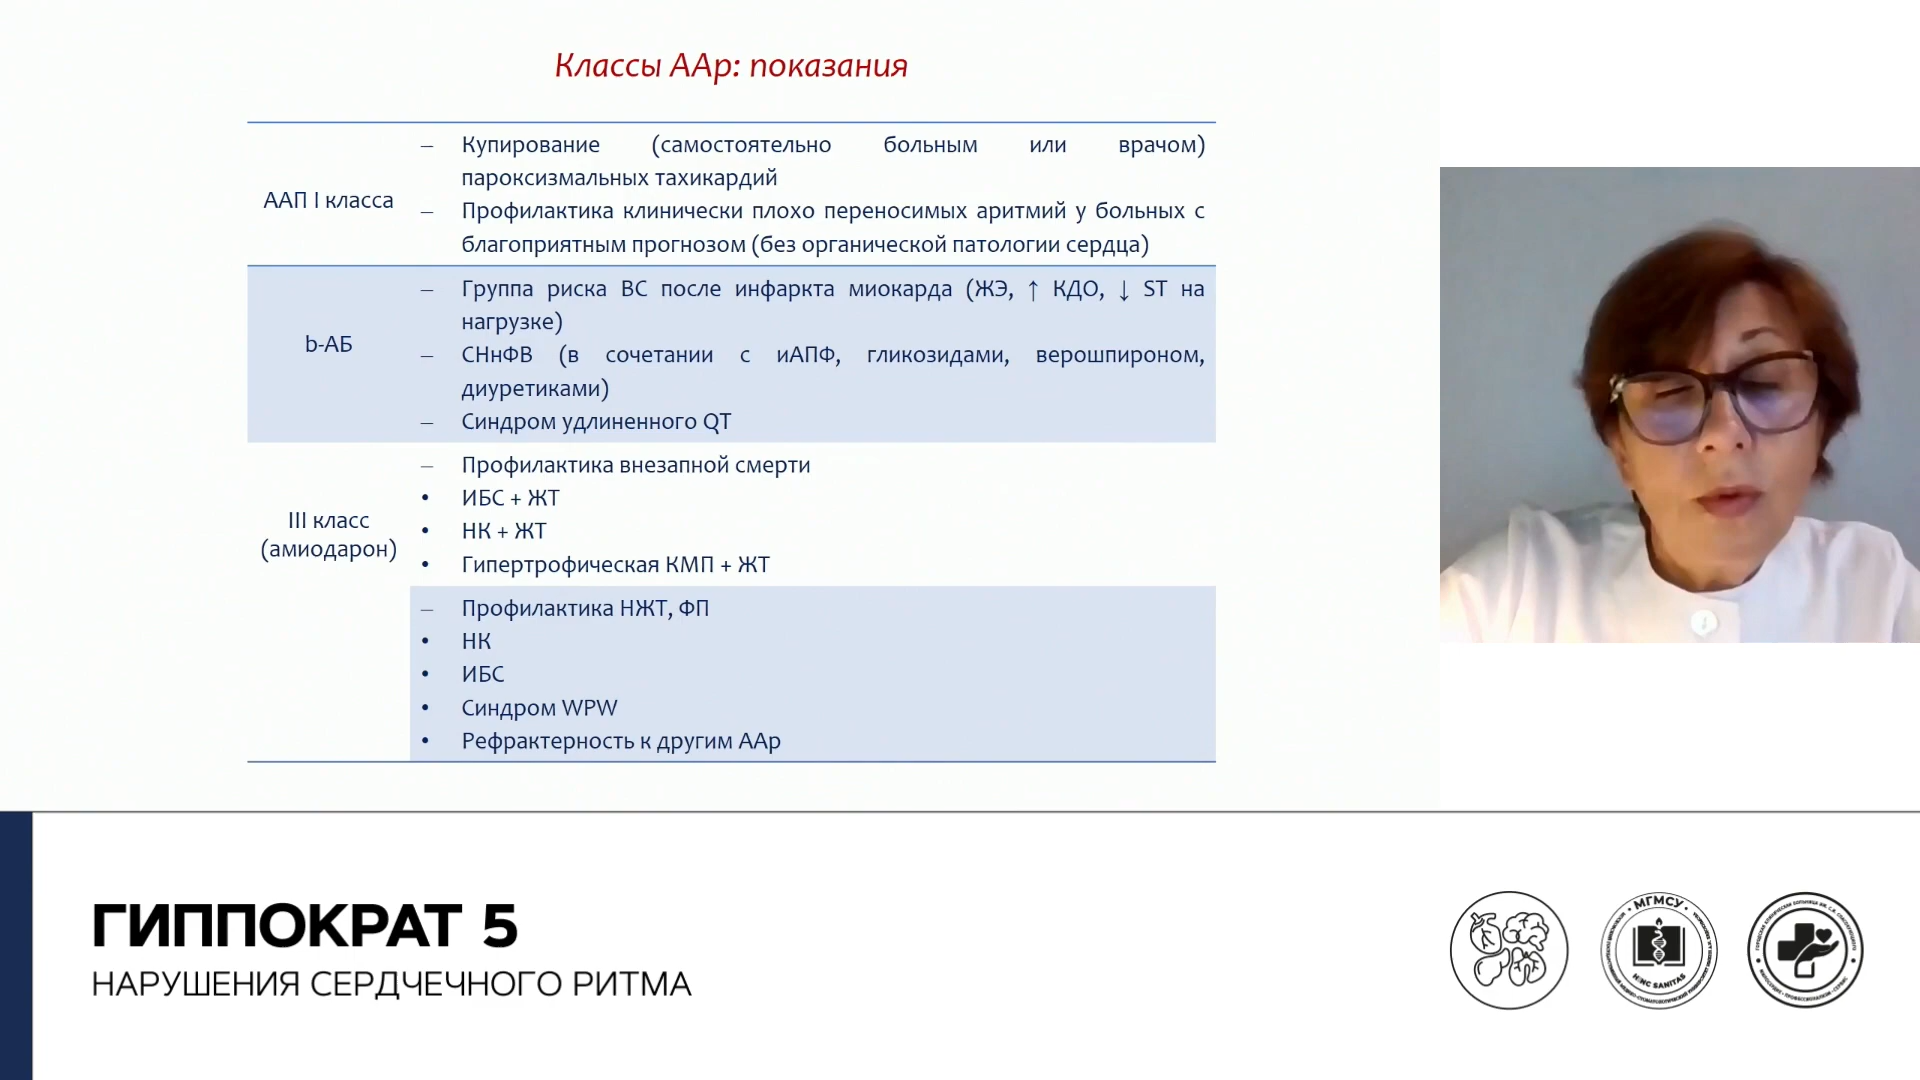 Классы ААр: показания
ААП I класса
– Купирование (самостоятельно больным или врачом)
пароксизмальных тахикардий
– Профилактика клинически плохо переносимых аритмий у больных с
благоприятным прогнозом (без органической патологии сердца)
b-АБ
– Группа риска ВС после инфаркта миокарда (ЖЭ, ↑ КДО, ↓ ST на
нагрузке)
– СНнФВ (в сочетании с иАПФ, гликозидами, верошпироном,
диуретиками)
– Синдром удлиненного QT
III класс
(амиодарон)
– Профилактика внезапной смерти
• ИБС + ЖТ
• НК + ЖТ
• Гипертрофическая КМП + ЖТ
– Профилактика НЖТ, ФП
• НК
• ИБС
• Синдром WPW
• Рефрактерность к другим ААр
ГИППОКРАТ 5
НАРУШЕНИЯ СЕРДЧЕЧНОГО РИТМА
МГМСУ